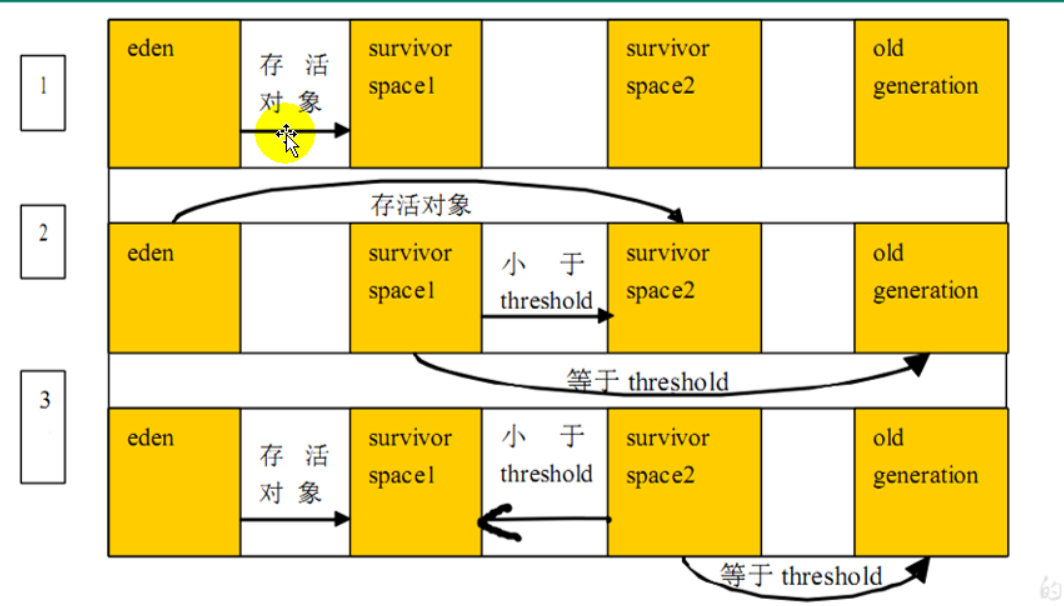 1
eden
存 活
对 象
survivor
space1
survivor
space2
old
generation
2
存活对象
eden
survivor
space1
小 于
threshold
survivor
space2
old
generation
等于 threshold
3
eden
存 活
对 象
survivor
space1
小 于
threshold
survivor
space2
old
generation
等于 threshold
的